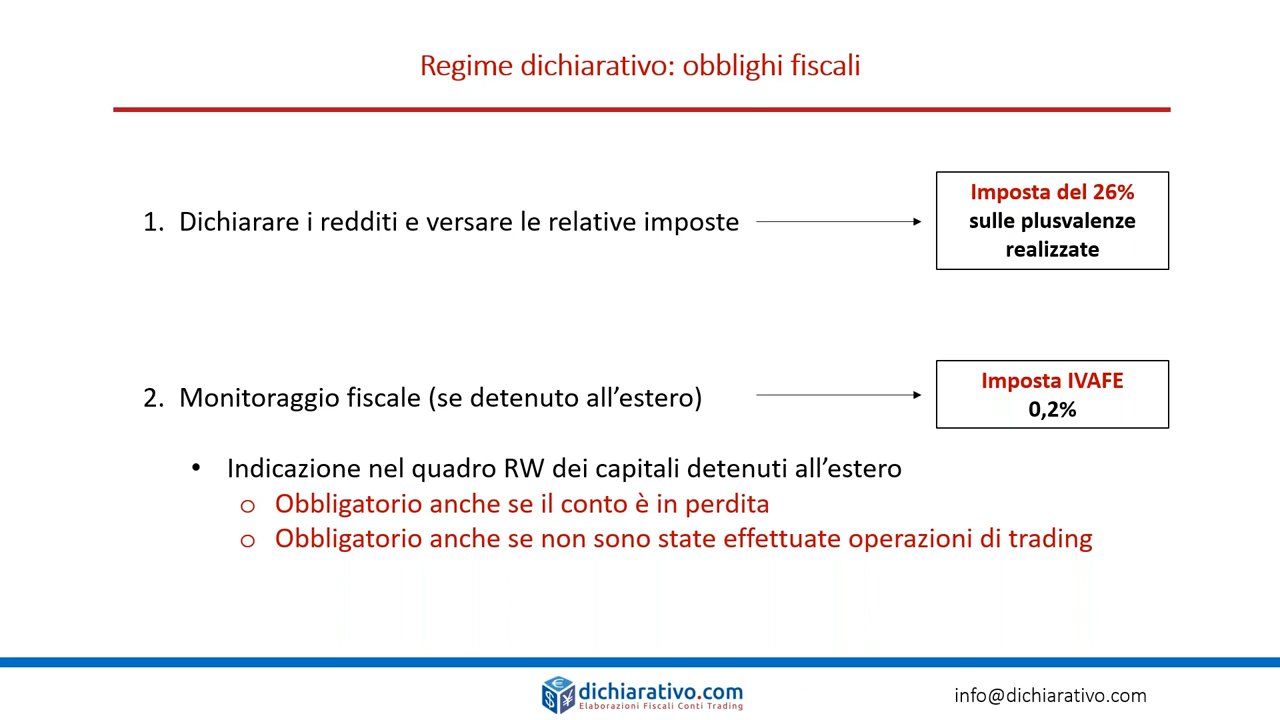 Regime dichiarativo: obblighi fiscali
1. Dichiarare i redditi e versare le relative imposte
Imposta del 26%
sulle plusvalenze
realizzate
2. Monitoraggio fiscale (se detenuto all’estero)
Imposta IVAFE
0,2%
• Indicazione nel quadro RW dei capitali detenuti all’estero
o Obbligatorio anche se il conto è in perdita
o Obbligatorio anche se non sono state effettuate operazioni di trading
€ $ ¥
dichiarativo.com
Elaborazioni Fiscali Conti Trading
info@dichiarativo.com